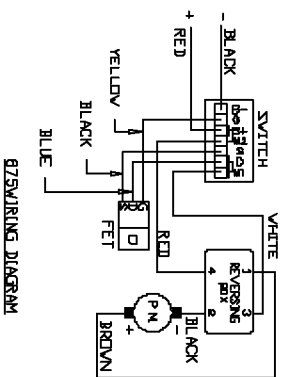 SWITCH
- BLACK
+ RED
YELLOW
BLACK
BLUE
FET
RED
WHITE
REVERSING
BOX
1
3
4
2
BLACK
-
PM
+
BROWN
675WIRING DIAGRAM